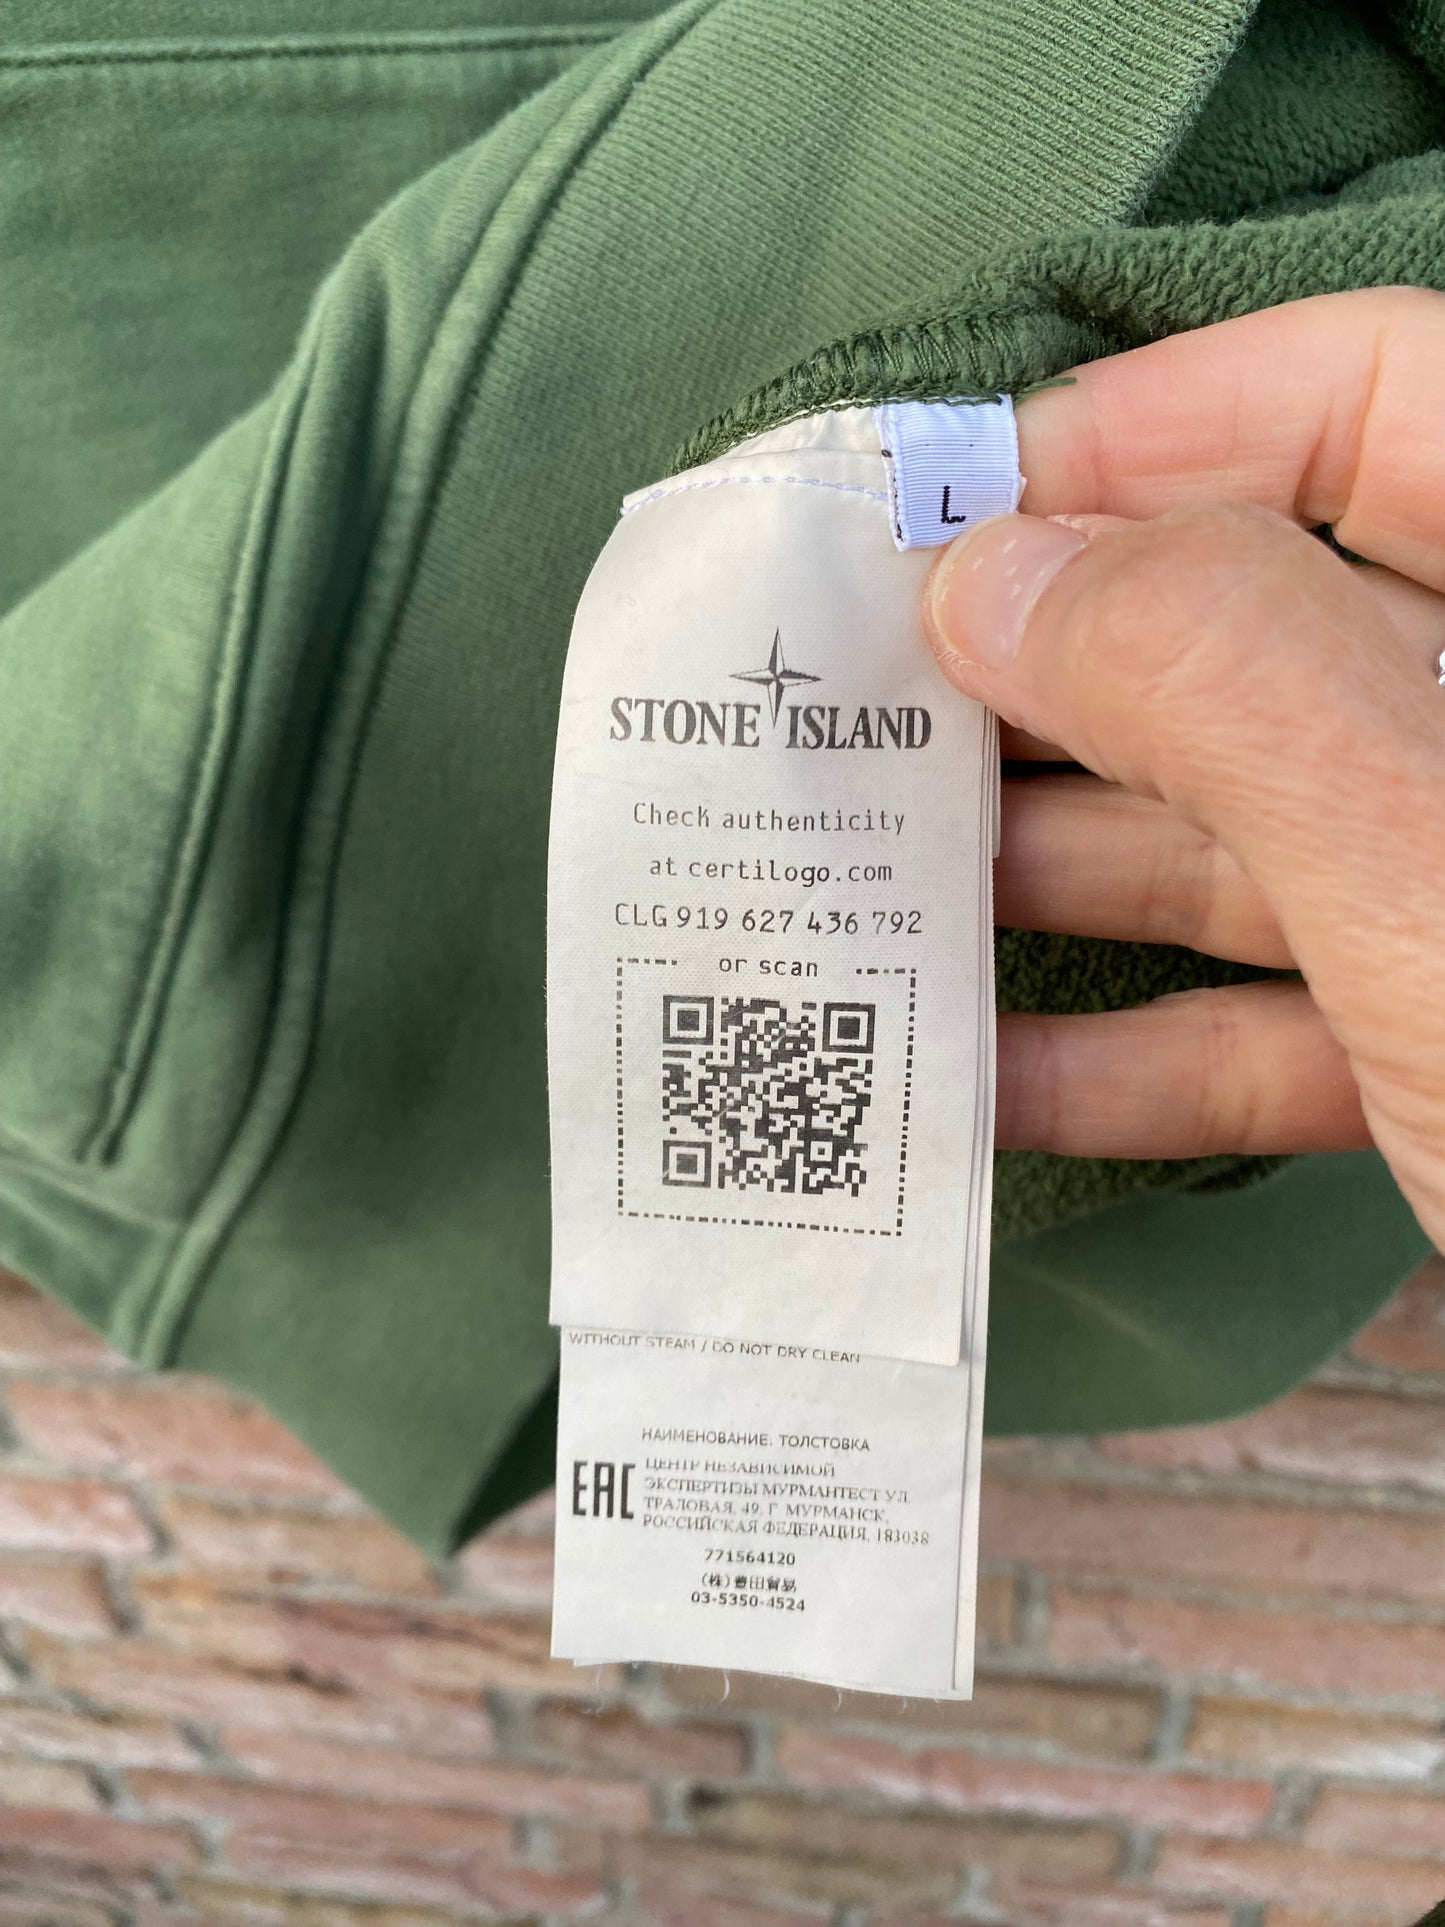 L
STONE ISLAND
Check authenticity
at certilogo.com
CLG 919 627 436 792
or scan
WITHOUT STEAM / DO NOT DRY CLEAN
НАИМЕНОВАНИЕ: ТОЛСТОВКА
EAC
ЦЕНТР НЕЗАВИСИМОЙ
ЭКСПЕРТИЗЫ МУРМАНТЕСТ УЛ.
ТРАЛОВАЯ, 49, Г. МУРМАНСК,
РОССИЙСКАЯ ФЕДЕРАЦИЯ, 183038
771564120
(株)豊田貿易
03-5350-4524